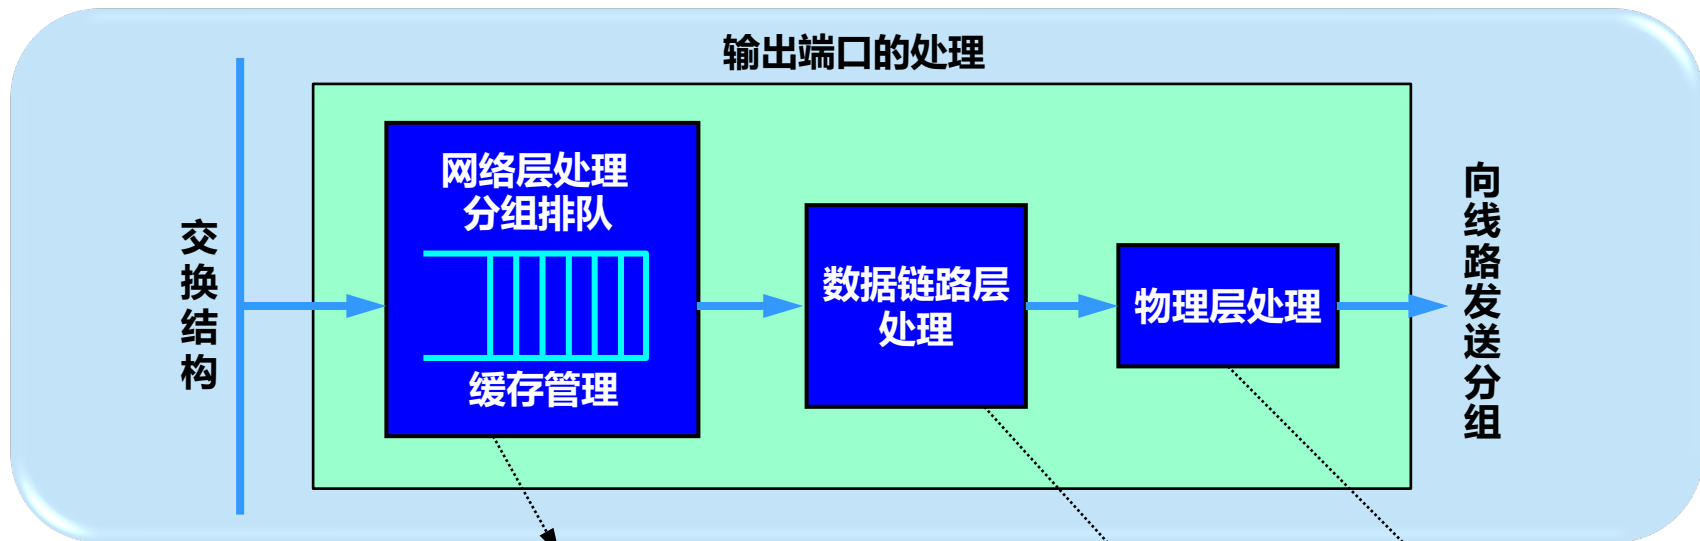 输出端口的处理
交换结构
网络层处理
分组排队
缓存管理
数据链路层
处理
物理层处理
向线路发送分组